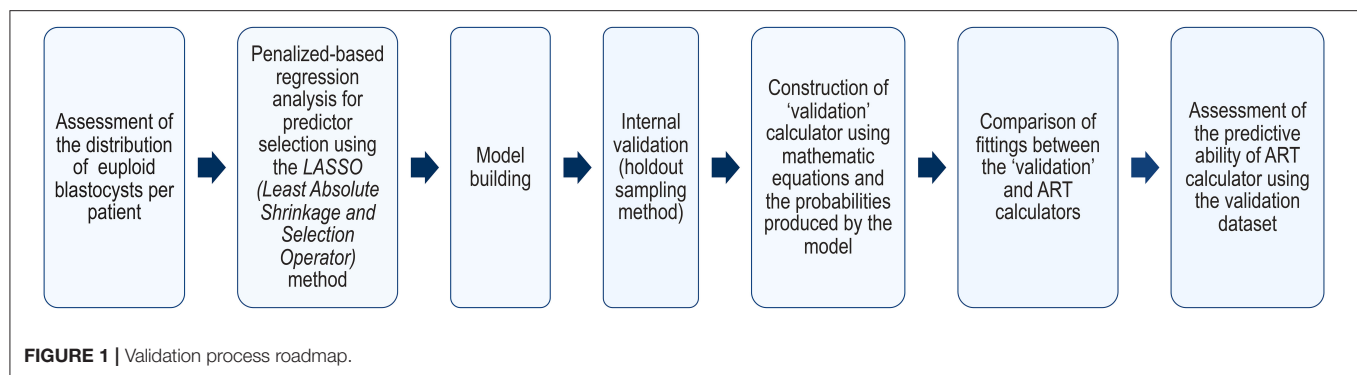 Assessment of
the distribution
of euploid
blastocysts per
patient
Penalized-based
regression
analysis for
predictor
selection using
the LASSO
(Least Absolute
Shrinkage and
Selection
Operator)
method
Model
building
Internal
validation
(holdout
sampling
method)
Construction of
‘validation’
calculator using
mathematic
equations and
the probabilities
produced by the
model
Comparison of
fittings between
the ‘validation’
and ART
calculators
Assessment of
the predictive
ability of ART
calculator using
the validation
dataset
FIGURE 1 | Validation process roadmap.